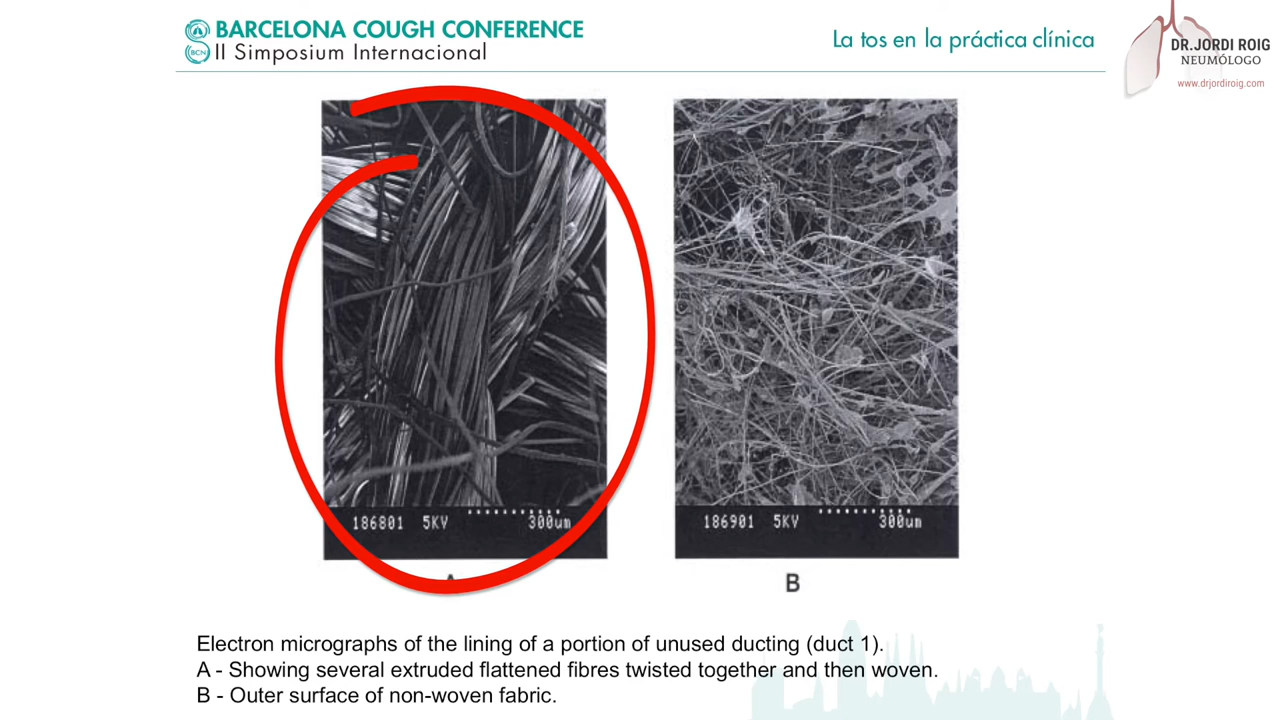 BARCELONA COUGH CONFERENCE
II Simposium Internacional
BCN
La tos en la práctica clínica
DR.JORDI ROIG
NEUMÓLOGO
www.drjordiroig.com
186801 5KV 300um
186901 5KV 300um
B
Electron micrographs of the lining of a portion of unused ducting (duct 1).
A - Showing several extruded flattened fibres twisted together and then woven.
B - Outer surface of non-woven fabric.